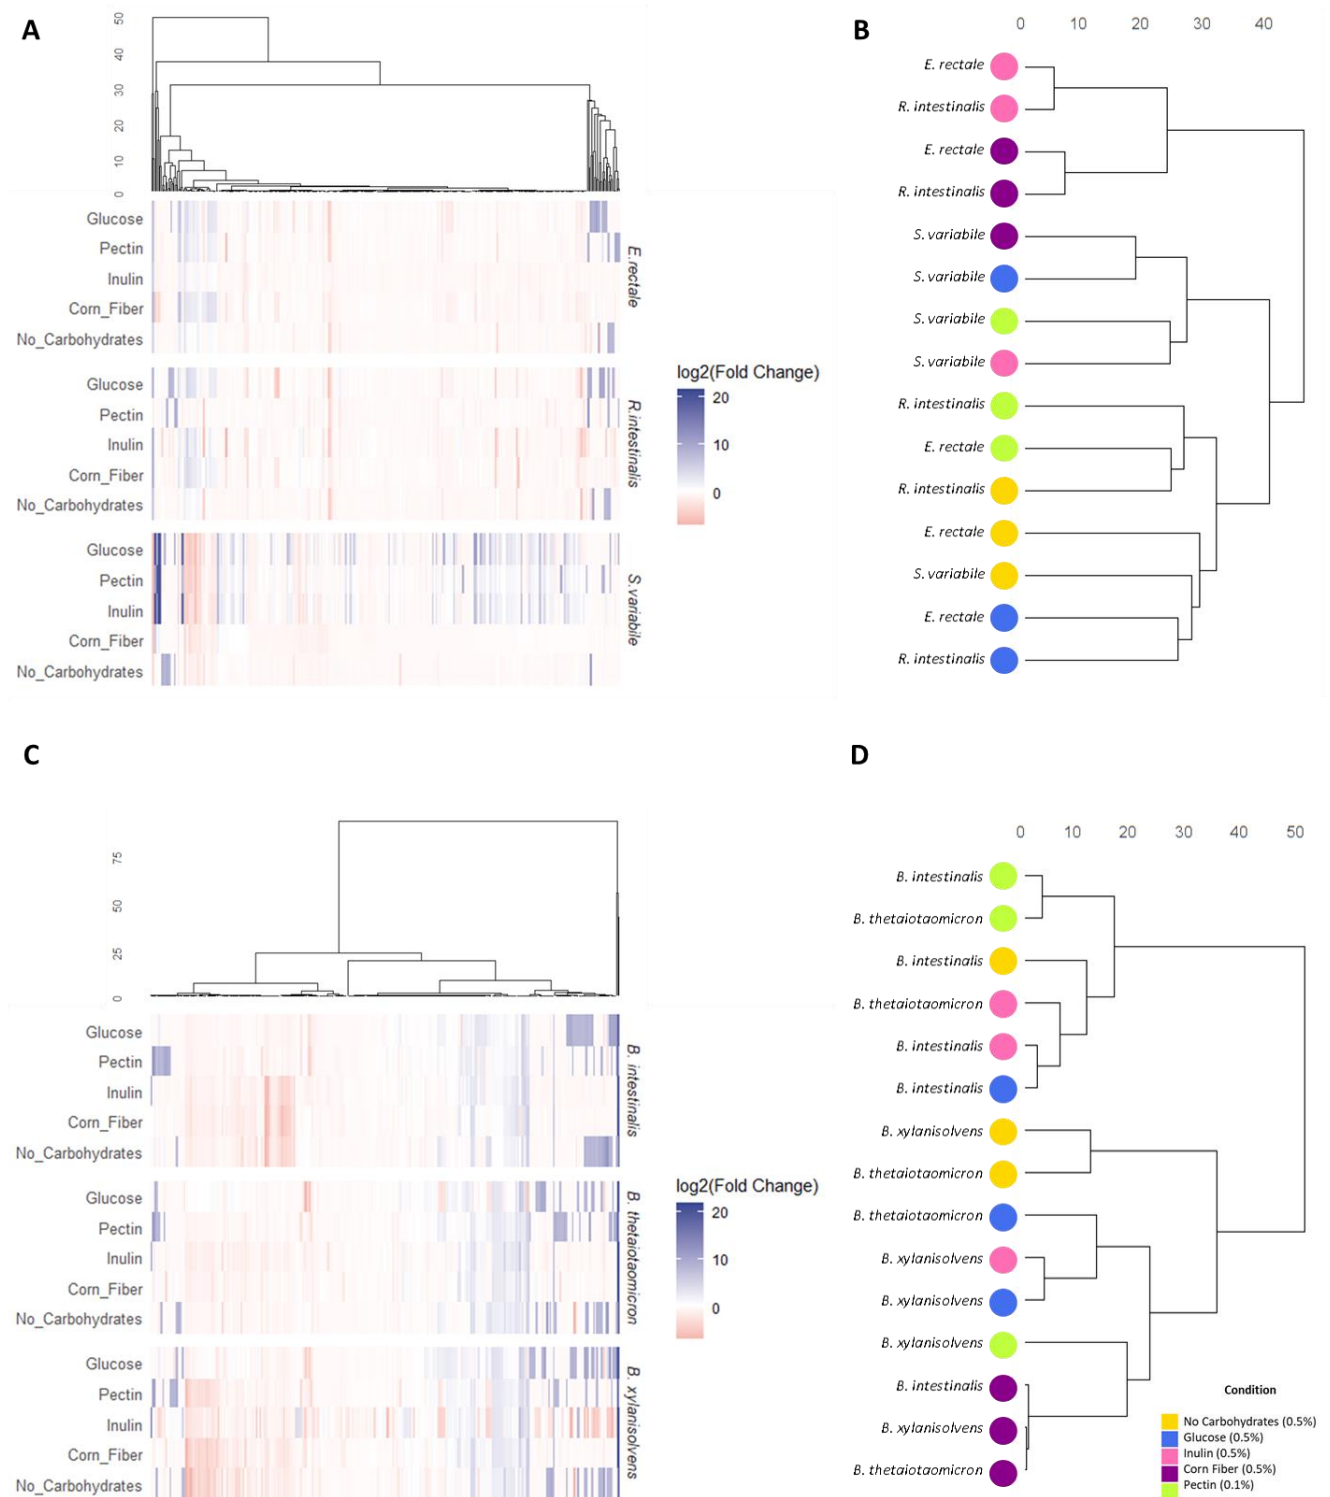 A
50
40
30
20
10
0
Glucose
Pectin
Inulin
Corn_Fiber
No_Carbohydrates
E.rectale
Glucose
Pectin
Inulin
Corn_Fiber
No_Carbohydrates
R.intestinalis
Glucose
Pectin
Inulin
Corn_Fiber
No_Carbohydrates
S.variabile
log2(Fold Change)
20
10
0
B
0 10 20 30 40
E. rectale
R. intestinalis
E. rectale
R. intestinalis
S. variabile
S. variabile
S. variabile
S. variabile
R. intestinalis
E. rectale
R. intestinalis
E. rectale
S. variabile
E. rectale
R. intestinalis
C
75
50
25
0
Glucose
Pectin
Inulin
Corn_Fiber
No_Carbohydrates
B. intestinalis
Glucose
Pectin
Inulin
Corn_Fiber
No_Carbohydrates
B. thetaiotaomicron
Glucose
Pectin
Inulin
Corn_Fiber
No_Carbohydrates
B. xylanisolvens
log2(Fold Change)
20
10
0
D
0 10 20 30 40 50
B. intestinalis
B. thetaiotaomicron
B. intestinalis
B. thetaiotaomicron
B. intestinalis
B. intestinalis
B. xylanisolvens
B. thetaiotaomicron
B. thetaiotaomicron
B. xylanisolvens
B. xylanisolvens
B. xylanisolvens
B. intestinalis
B. xylanisolvens
B. thetaiotaomicron
Condition
No Carbohydrates (0.5%)
Glucose (0.5%)
Inulin (0.5%)
Corn Fiber (0.5%)
Pectin (0.1%)